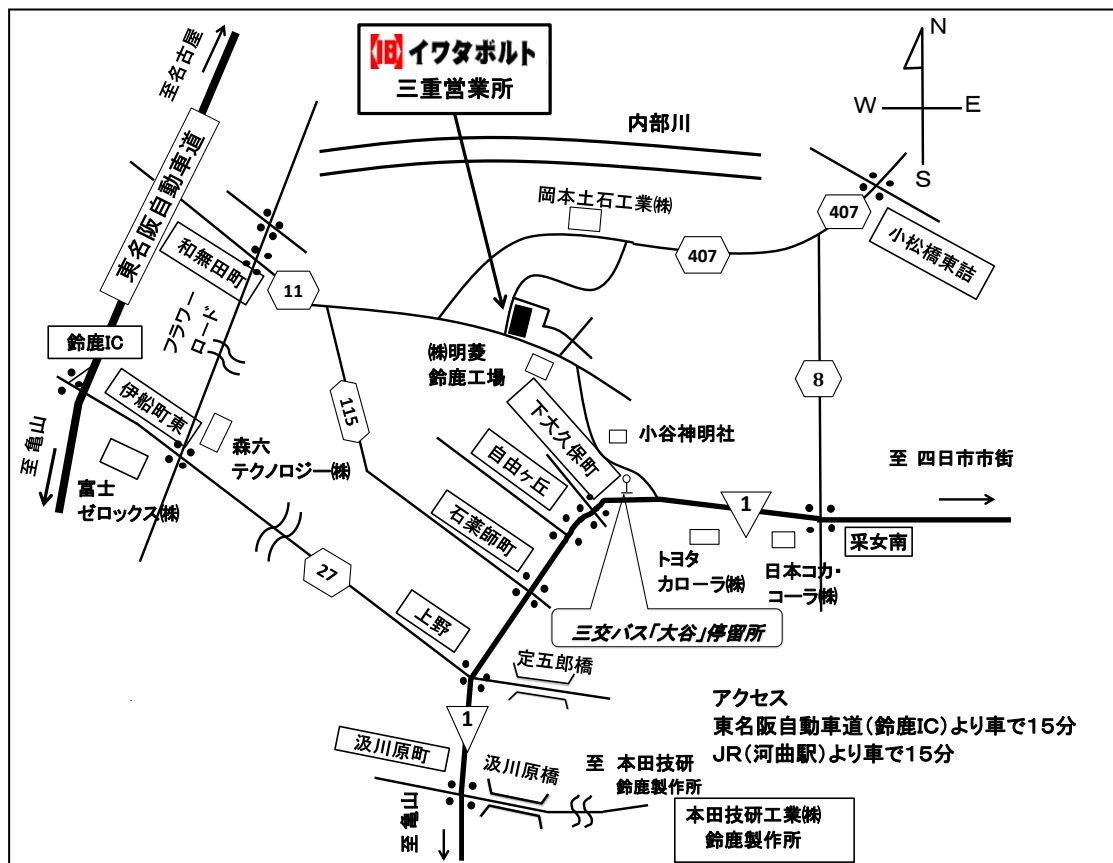 イワタボルト
三重営業所
N
W E
S
至名古屋
東名阪自動車道
内部川
岡本土石工業㈱
407
407
小松橋東詰
和無田町
11
フラワー
ロード
鈴鹿IC
㈱明菱
鈴鹿工場
8
115
伊船町東
下大久保町
小谷神明社
自由ヶ丘
至 亀山
森六
テクノロジー㈱
至 四日市市街
富士
ゼロックス㈱
石薬師町
1
采女南
トヨタ
カローラ㈱
日本コカ・
コーラ㈱
27
上野
三交バス「大谷」停留所
定五郎橋
アクセス
東名阪自動車道(鈴鹿IC)より車で15分
JR(河曲駅)より車で15分
1
汲川原町
汲川原橋
至 本田技研
鈴鹿製作所
至 亀山
本田技研工業㈱
鈴鹿製作所